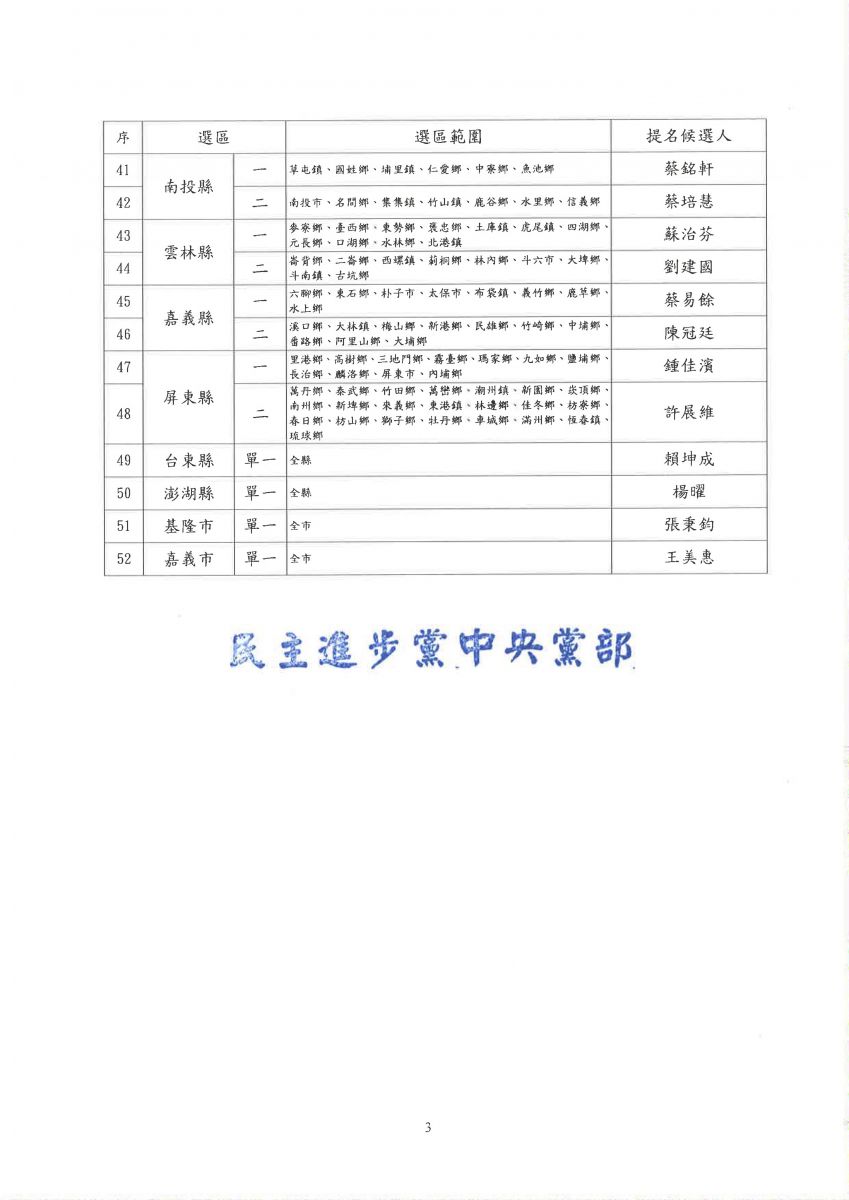 序 選區 選區範圍 提名候選人
41 南投縣 一 草屯鎮、國姓鄉、埔里鎮、仁愛鄉、中寮鄉、魚池鄉 蔡銘軒
42 二 南投市、名間鄉、集集鎮、竹山鎮、鹿谷鄉、水里鄉、信義鄉 蔡培慧
43 雲林縣 一 麥寮鄉、臺西鄉、東勢鄉、褒忠鄉、土庫鎮、虎尾鎮、四湖鄉、
元長鄉、口湖鄉、水林鄉、北港鎮 蘇治芬
44 二 崙背鄉、二崙鄉、西螺鎮、莿桐鄉、林內鄉、斗六市、大埤鄉、
斗南鎮、古坑鄉 劉建國
45 嘉義縣 一 六腳鄉、東石鄉、朴子市、太保市、布袋鎮、義竹鄉、鹿草鄉、
水上鄉 蔡易餘
46 二 溪口鄉、大林鎮、梅山鄉、新港鄉、民雄鄉、竹崎鄉、中埔鄉、
番路鄉、阿里山鄉、大埔鄉 陳冠廷
47 屏東縣 一 里港鄉、高樹鄉、三地門鄉、霧臺鄉、瑪家鄉、九如鄉、鹽埔鄉、
長治鄉、麟洛鄉、屏東市、內埔鄉 鍾佳濱
48 二 萬丹鄉、泰武鄉、竹田鄉、萬巒鄉、潮州鎮、新園鄉、崁頂鄉、
南州鄉、新埤鄉、來義鄉、東港鎮、林邊鄉、佳冬鄉、枋寮鄉、
春日鄉、枋山鄉、獅子鄉、牡丹鄉、車城鄉、滿州鄉、恆春鎮、
琉球鄉 許展維
49 台東縣 單一 全縣 賴坤成
50 澎湖縣 單一 全縣 楊曜
51 基隆市 單一 全市 張秉鈞
52 嘉義市 單一 全市 王美惠
民主進步黨中央黨部
3